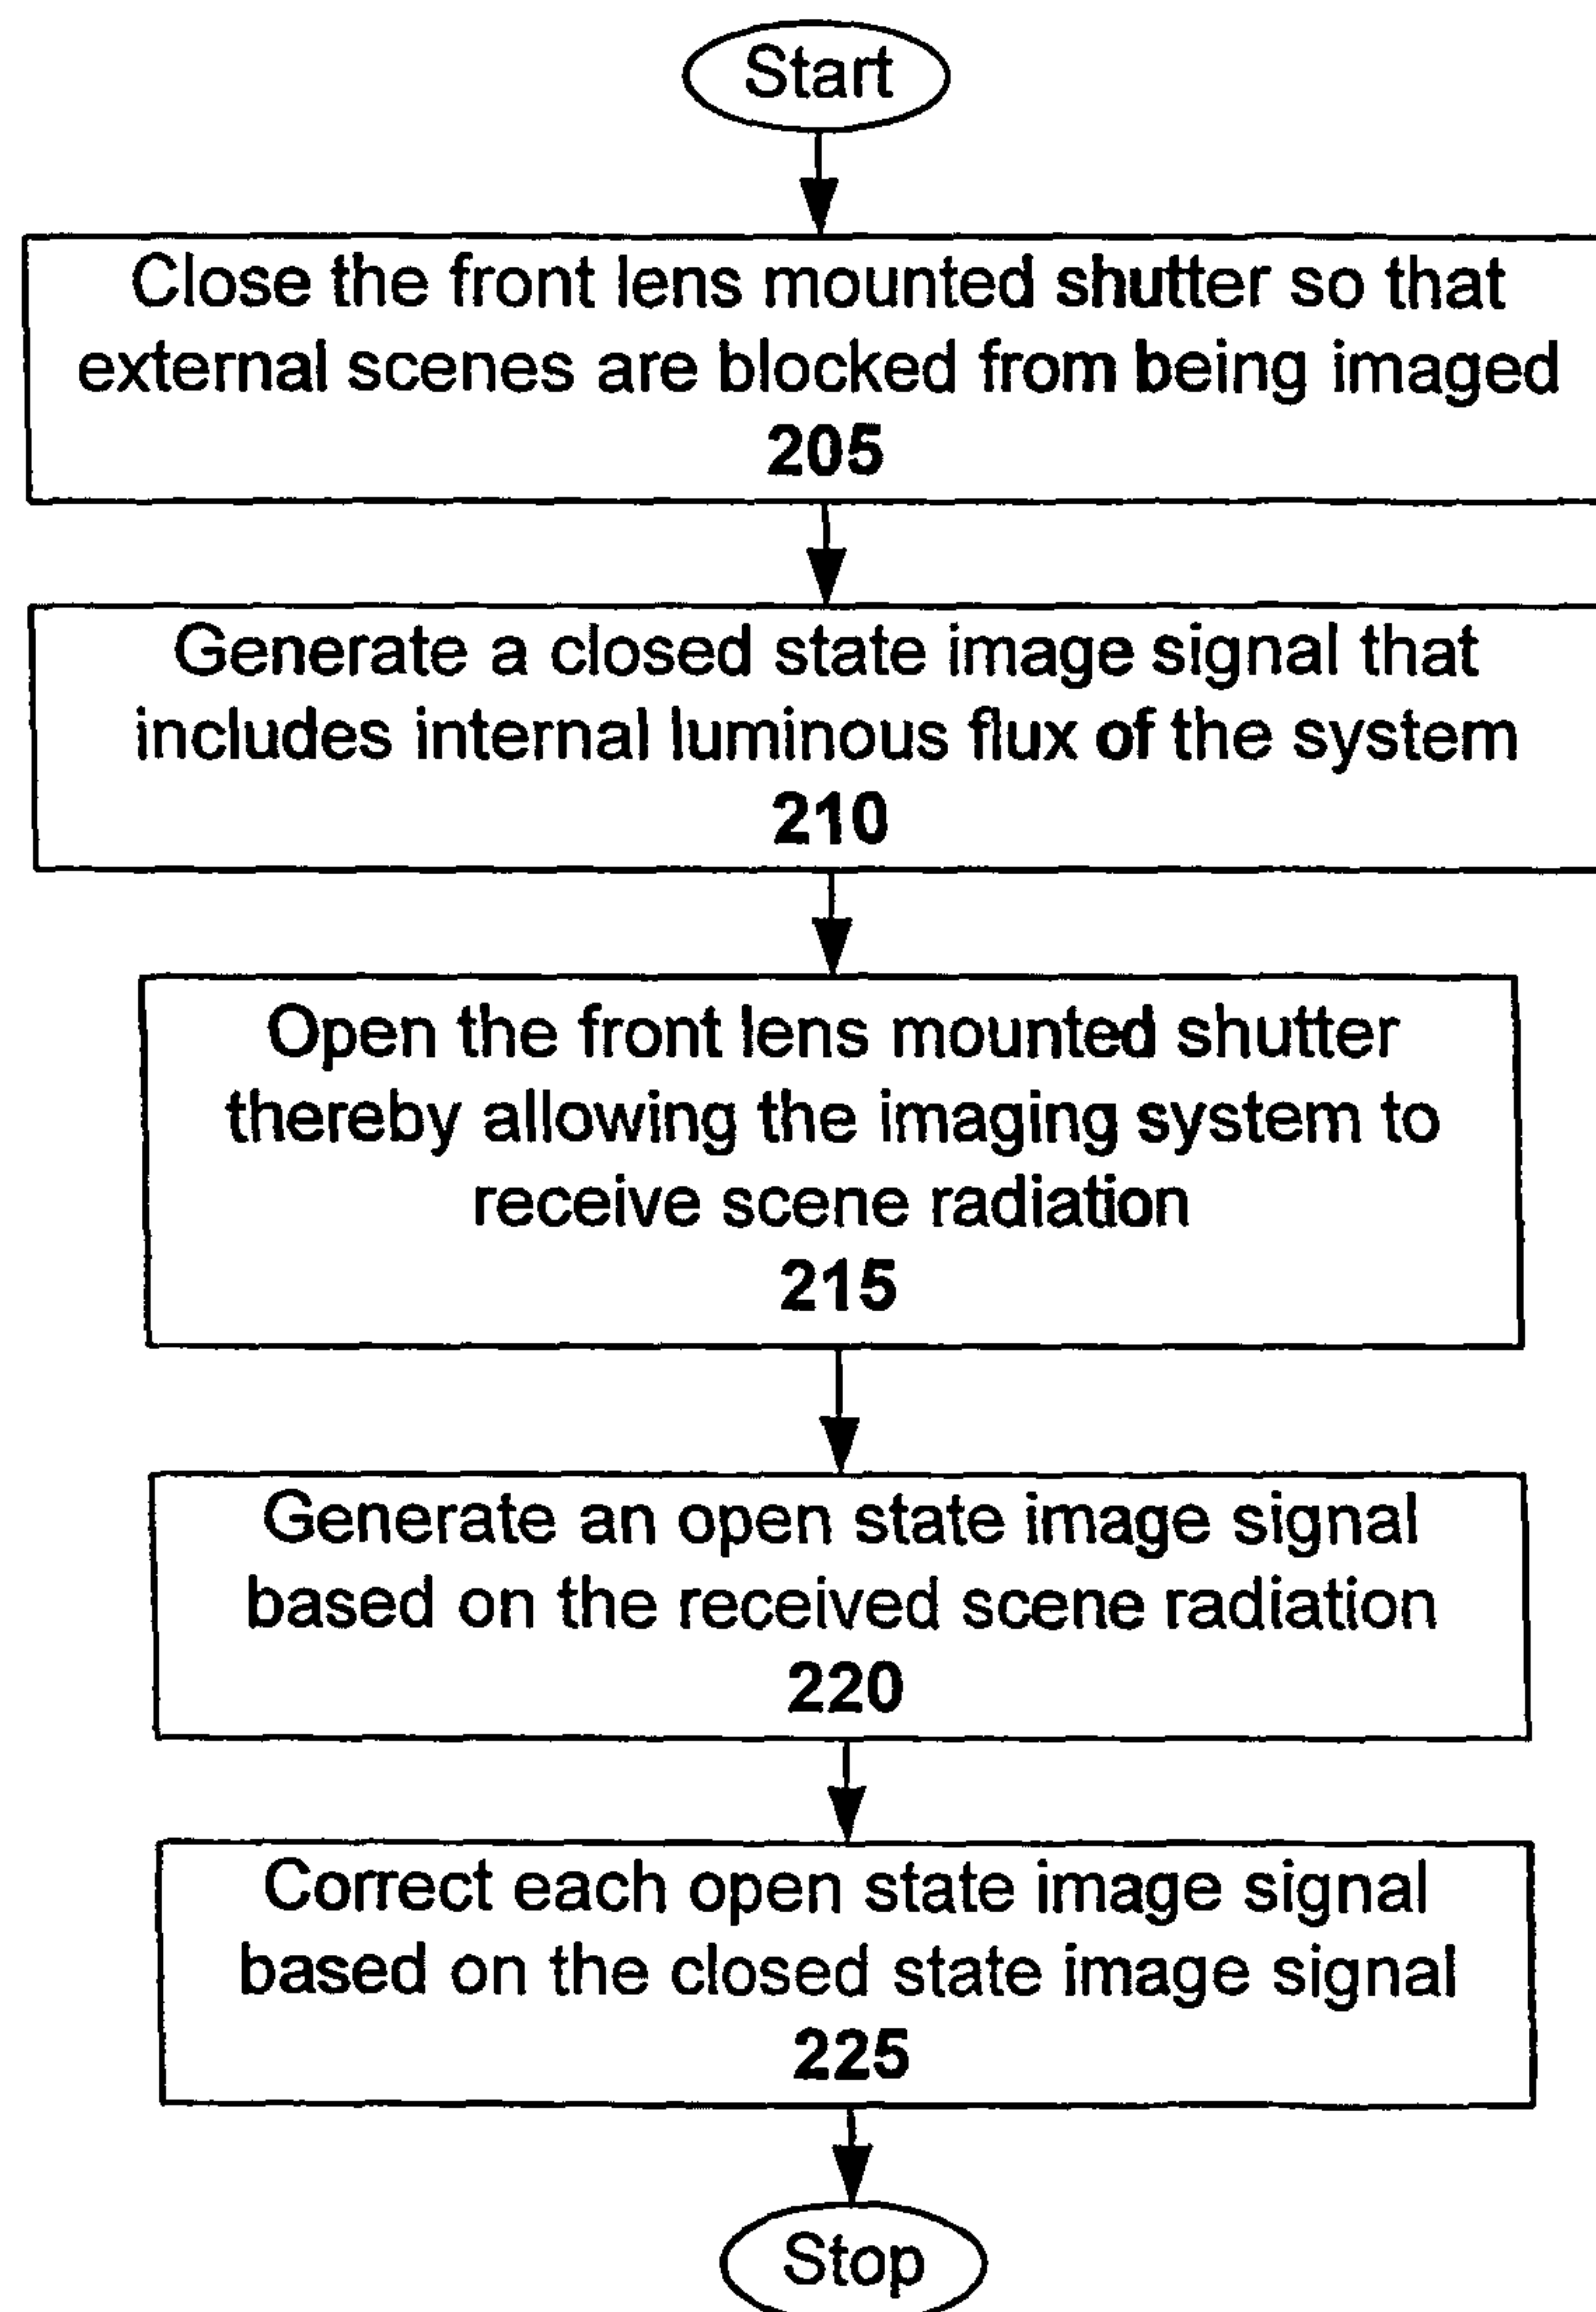 Start
Close the front lens mounted shutter so that
external scenes are blocked from being imaged
205
Generate a closed state image signal that
includes internal luminous flux of the system
210
Open the front lens mounted shutter
thereby allowing the imaging system to
receive scene radiation
215
Generate an open state image signal
based on the received scene radiation
220
Correct each open state image signal
based on the closed state image signal
225
Stop